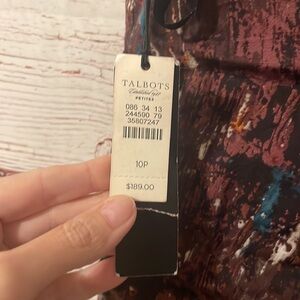 TALBOTS
Established 1947
PETITES
086 34 13
244590 79
35807247
10P
$189.00